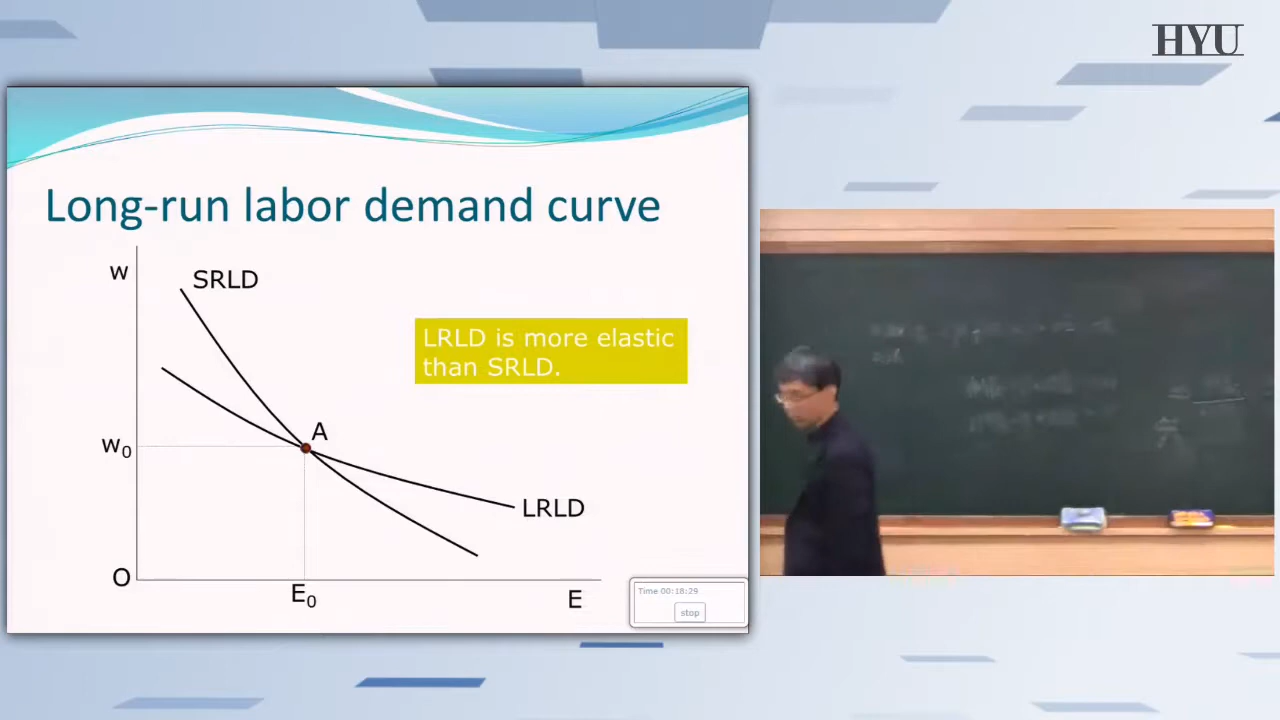 HYU
Long-run labor demand curve
w
SRLD
LRLD is more elastic
than SRLD.
A
w₀
LRLD
O
E₀
E
Time 00:18:29
stop